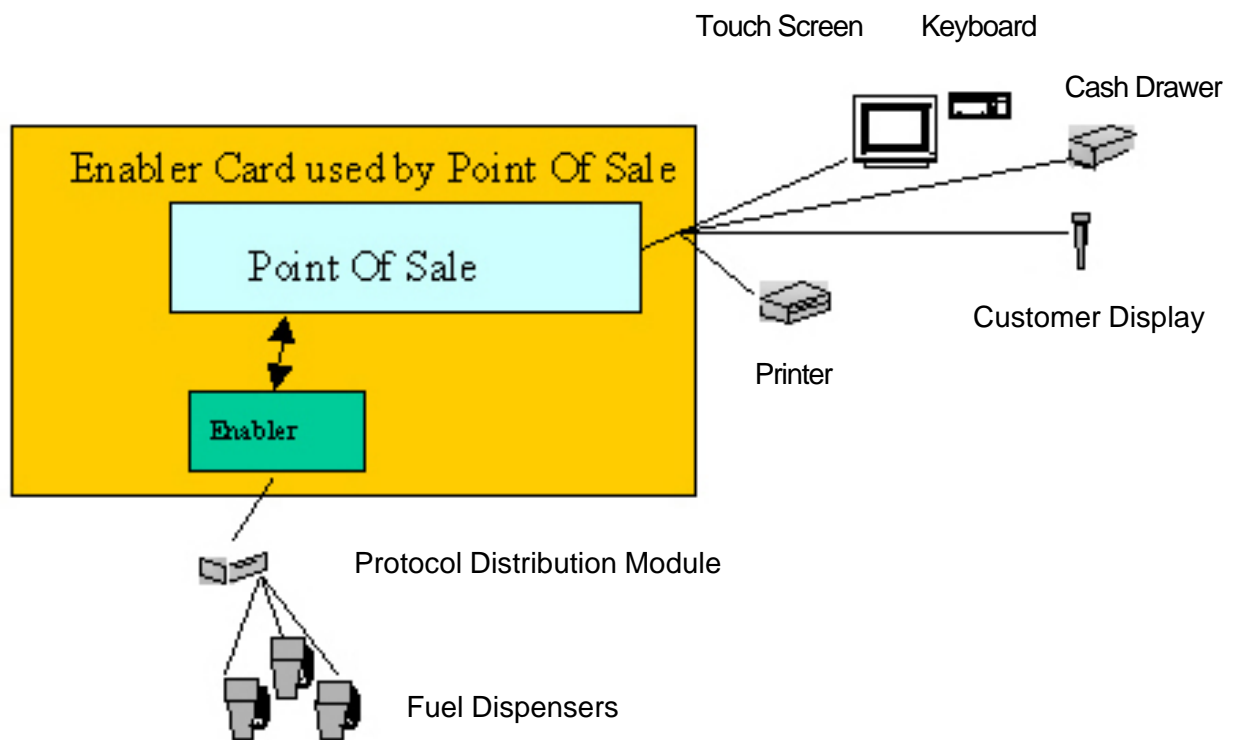 Touch Screen
Keyboard
Cash Drawer
Enabler Card used by Point Of Sale
Point Of Sale
Customer Display
Printer
Enabler
Protocol Distribution Module
Fuel Dispensers